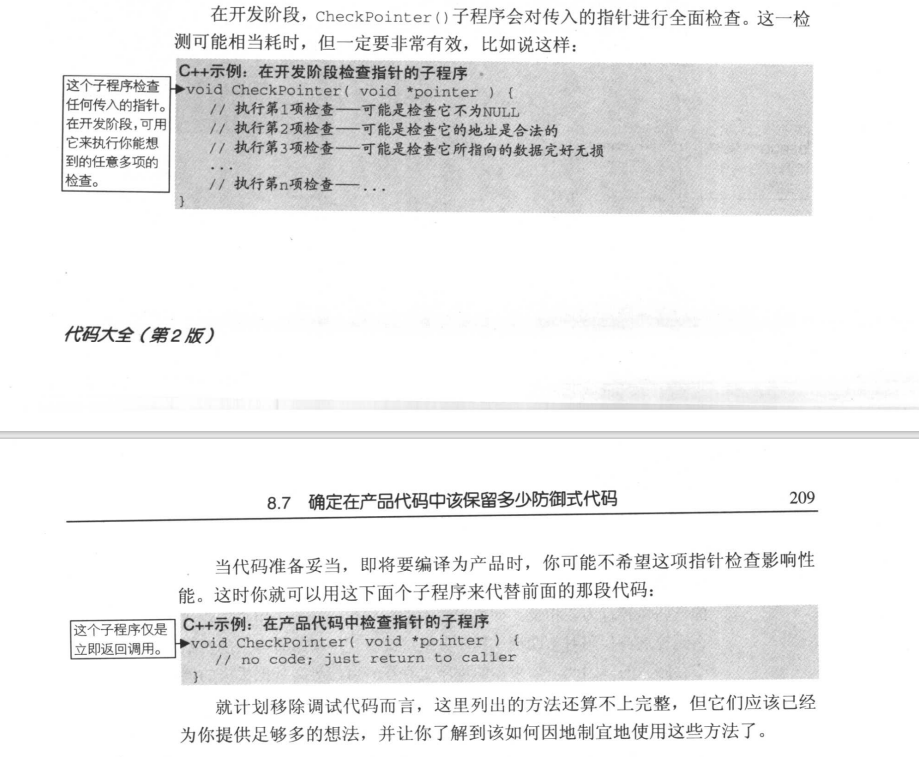 在开发阶段，CheckPointer()子程序会对传入的指针进行全面检查。这一检
测可能相当耗时，但一定要非常有效，比如说这样：
C++示例：在开发阶段检查指针的子程序
这个子程序检查
任何传入的指针。
在开发阶段，可用
它来执行你能想
到的任意多项的
检查。
void CheckPointer( void *pointer ) {
// 执行第1项检查——可能是检查它不为NULL
// 执行第2项检查——可能是检查它的地址是合法的
// 执行第3项检查——可能是检查它所指向的数据完好无损
...
// 执行第n项检查——...
}
代码大全（第2版）
8.7 确定在产品代码中该保留多少防御式代码 209
当代码准备妥当，即将要编译为产品时，你可能不希望这项指针检查影响性
能。这时你就可以用这下面个子程序来代替前面的那段代码：
C++示例：在产品代码中检查指针的子程序
这个子程序仅是
立即返回调用。
void CheckPointer( void *pointer ) {
// no code; just return to caller
}
就计划移除调试代码而言，这里列出的方法还算不上完整，但它们应该已经
为你提供足够多的想法，并让你了解到该如何因地制宜地使用这些方法了。